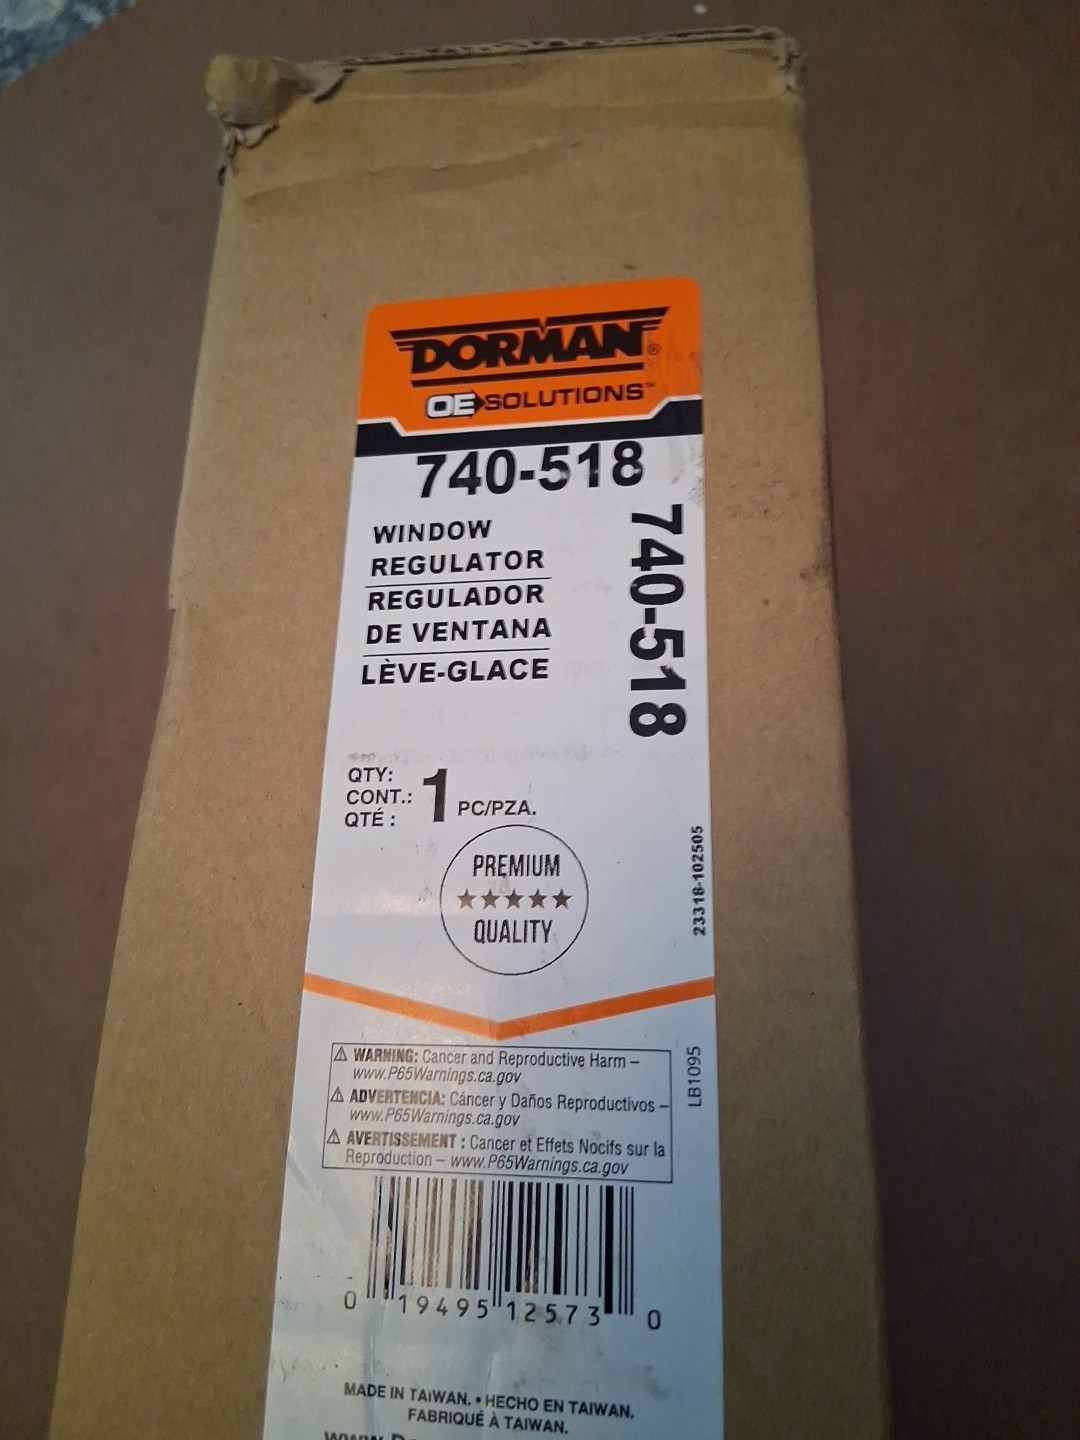 DORMAN®
OE SOLUTIONS™
740-518
WINDOW
REGULATOR
REGULADOR
DE VENTANA
LÈVE-GLACE
740-518
QTY:
CONT.:
QTÉ :
1 PC/PZA.
PREMIUM
★★★★★
QUALITY
23318-102505
WARNING: Cancer and Reproductive Harm –
www.P65Warnings.ca.gov
ADVERTENCIA: Cáncer y Daños Reproductivos –
www.P65Warnings.ca.gov
AVERTISSEMENT : Cancer et Effets Nocifs sur la
Reproduction – www.P65Warnings.ca.gov
LB1095
0 19495 12573 0
MADE IN TAIWAN. • HECHO EN TAIWAN.
FABRIQUÉ À TAIWAN.